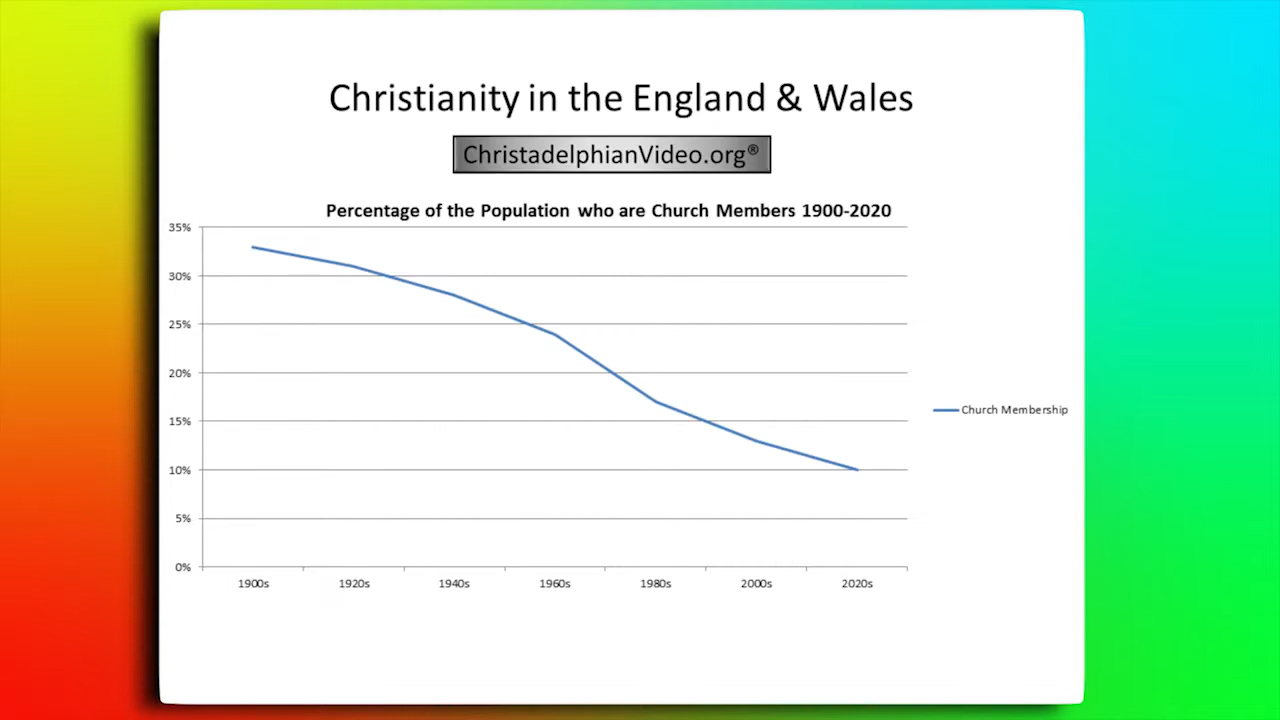 Christianity in the England & Wales
ChristadelphianVideo.org®
Percentage of the Population who are Church Members 1900-2020
35%
30%
25%
20%
15%
10%
5%
0%
Church Membership
1900s 1920s 1940s 1960s 1980s 2000s 2020s